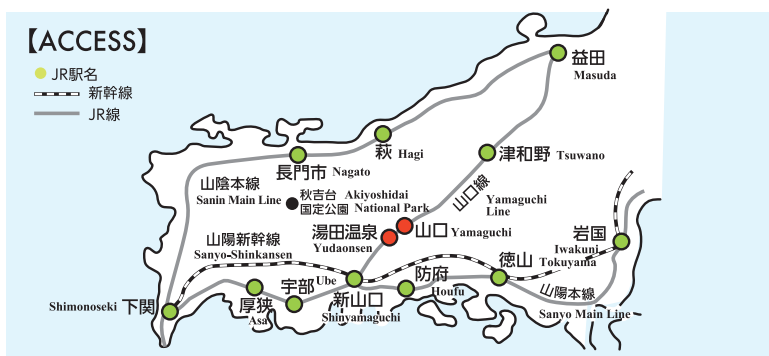 【ACCESS】
JR駅名
新幹線
JR線
益田
Masuda
萩 Hagi
津和野 Tsuwano
長門市 Nagato
山陰本線
Sanin Main Line
秋吉台 Akiyoshidai
国定公園 National Park
山口線
Yamaguchi
Line
湯田温泉
Yudaonsen
山口 Yamaguchi
岩国
Iwakuni
山陽新幹線
Sanyo-Shinkansen
徳山
Tokuyama
防府
Houfu
宇部 Ube
新山口
Shinyamaguchi
山陽本線
Sanyo Main Line
Shimonoseki 下関
厚狭
Asa